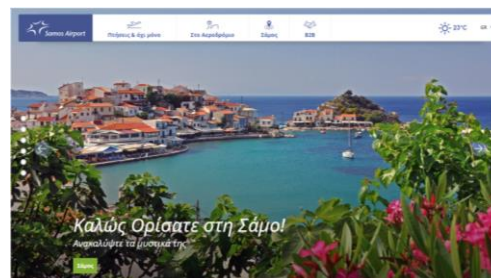 Samos Airport
Πτήσεις & όχι μόνο
Στο Αεροδρόμιο
Σάμος
B2B
23°C
GR
Καλώς Ορίσατε στη Σάμο!
Ανακαλύψτε τα μυστικά της
Σάμος